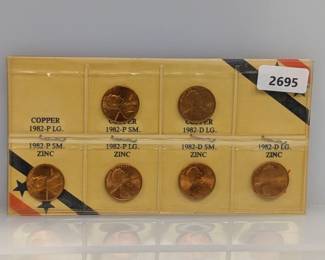 2695
COPPER COPPER COPPER
1982-P LG. 1982-P SM. 1982-D LG.
1982-P SM. 1982-P LG. 1982-D SM. 1982-D LG.
ZINC ZINC ZINC ZINC